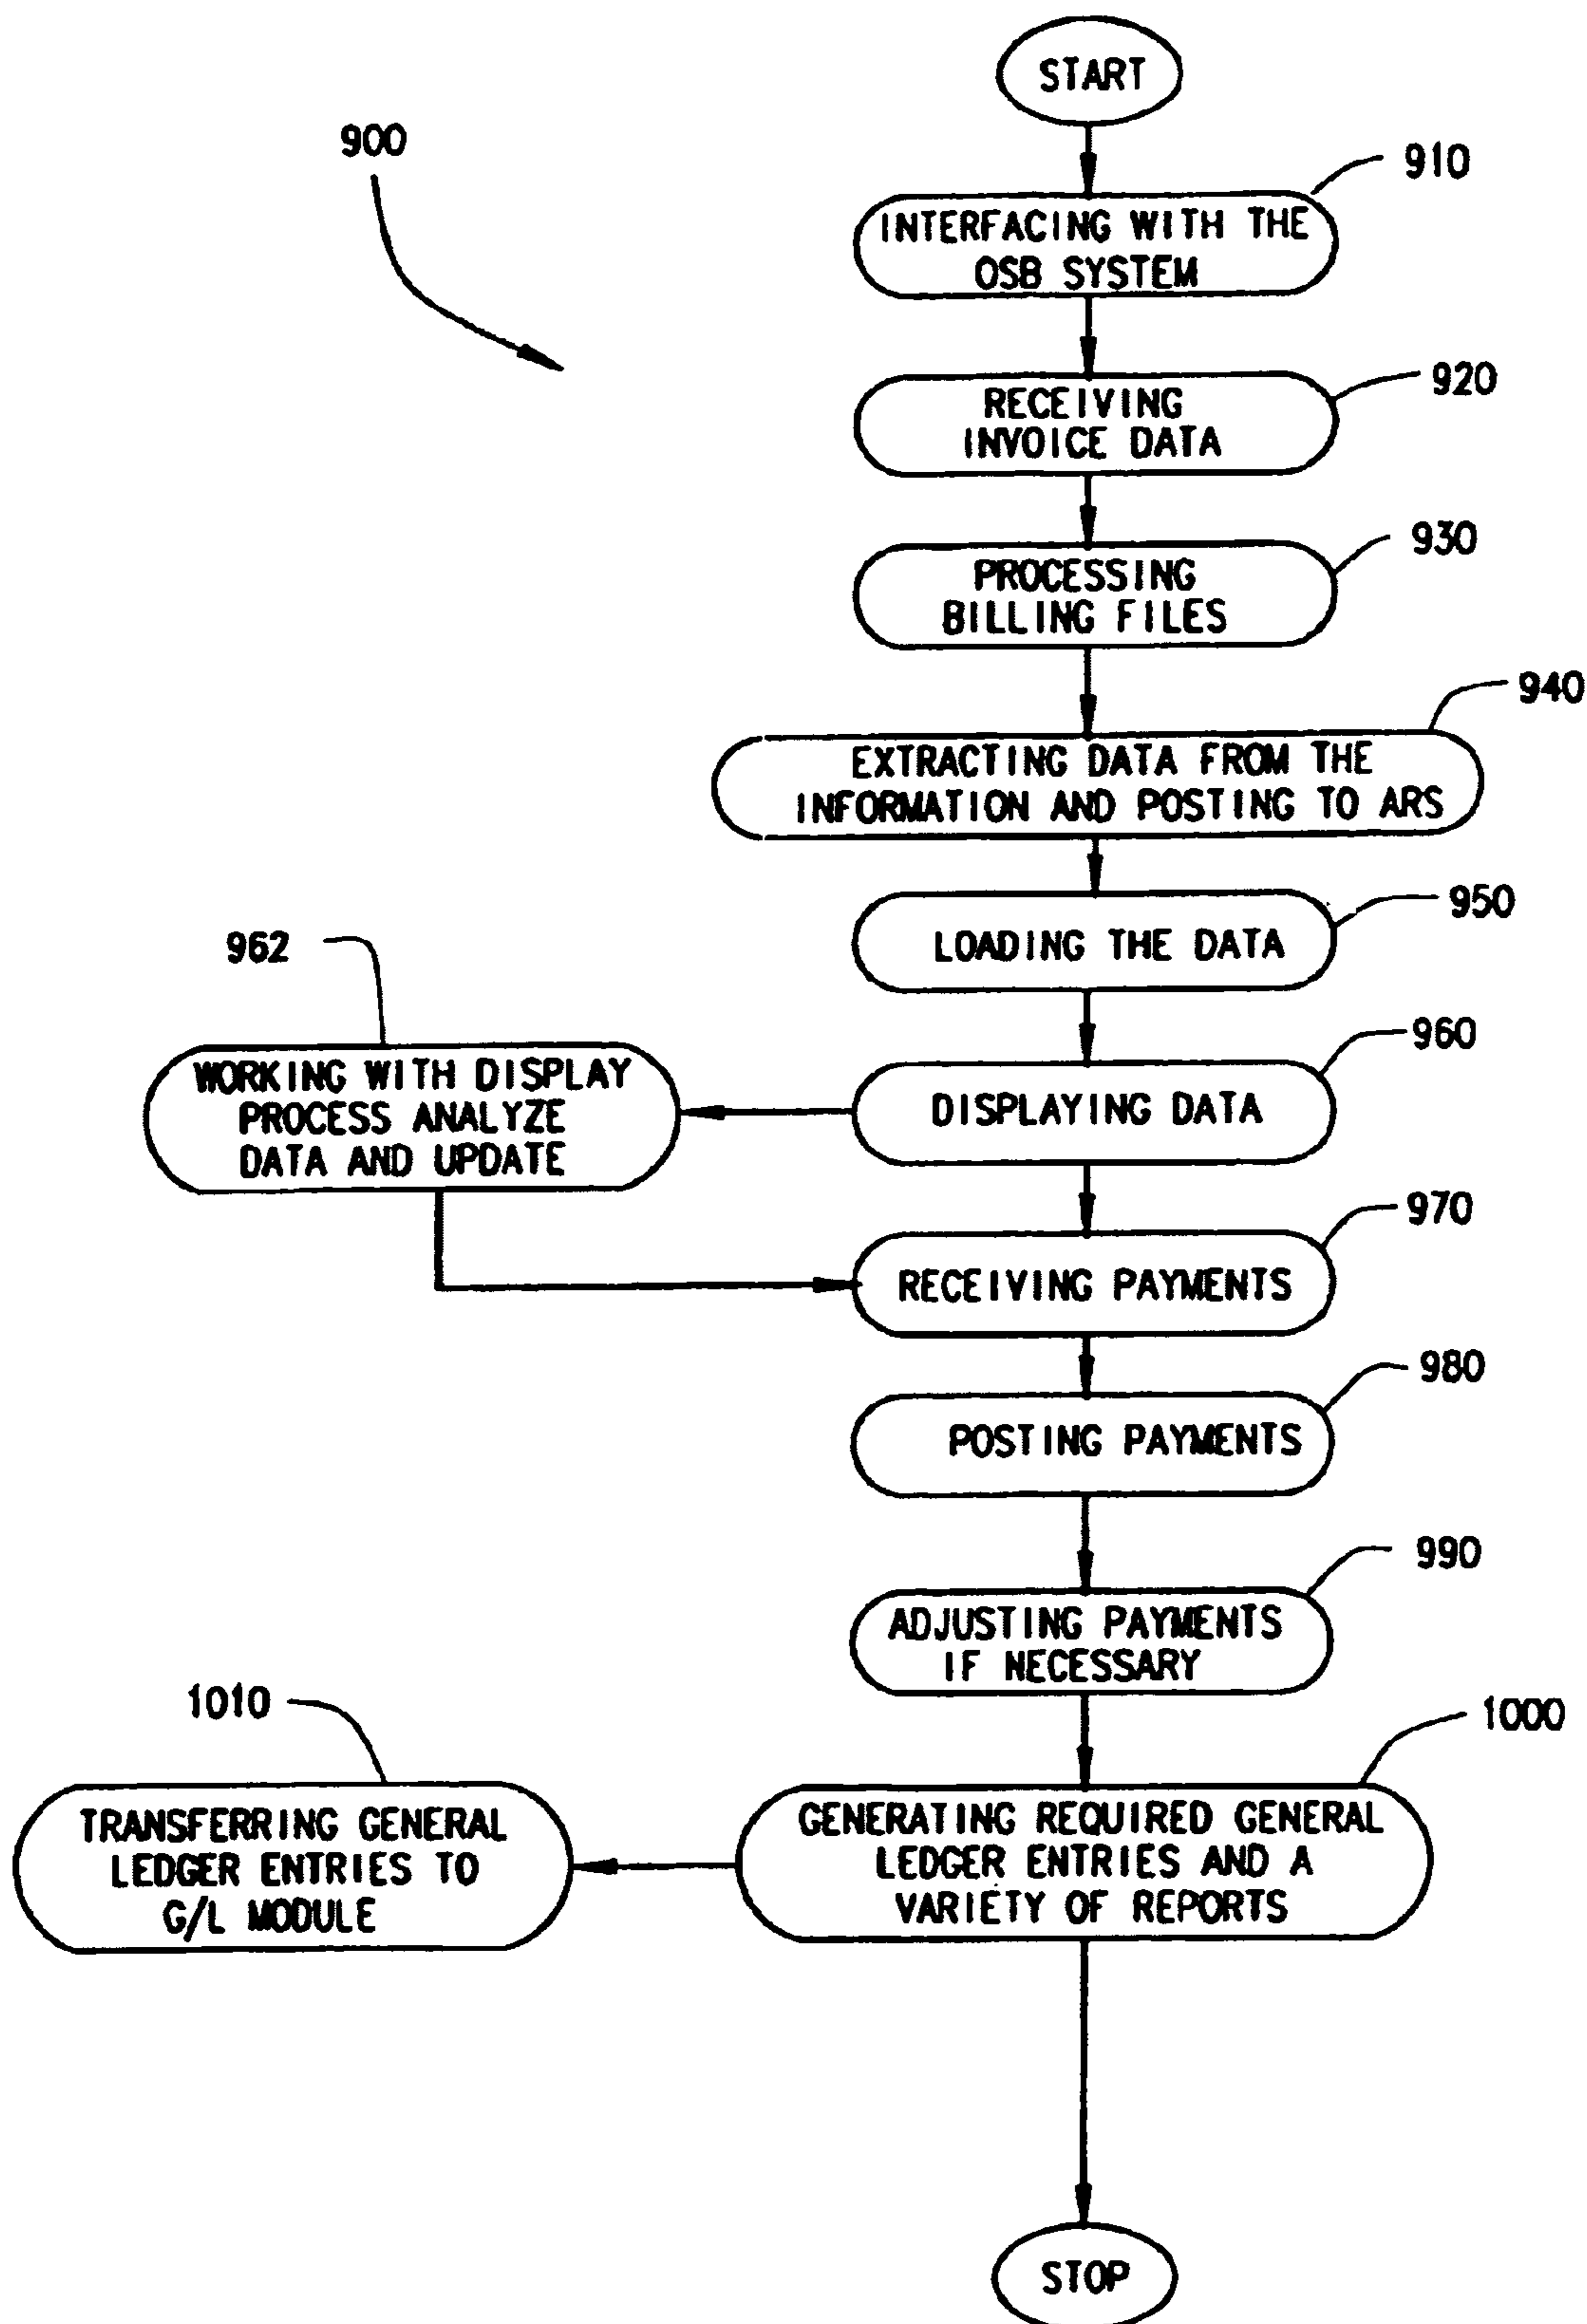 START
900
910
INTERFACING WITH THE
OSB SYSTEM
920
RECEIVING
INVOICE DATA
930
PROCESSING
BILLING FILES
940
EXTRACTING DATA FROM THE
INFORMATION AND POSTING TO ARS
950
LOADING THE DATA
962
960
WORKING WITH DISPLAY
PROCESS ANALYZE
DATA AND UPDATE
DISPLAYING DATA
970
RECEIVING PAYMENTS
980
POSTING PAYMENTS
990
ADJUSTING PAYMENTS
IF NECESSARY
1010
1000
TRANSFERRING GENERAL
LEDGER ENTRIES TO
G/L MODULE
GENERATING REQUIRED GENERAL
LEDGER ENTRIES AND A
VARIETY OF REPORTS
STOP